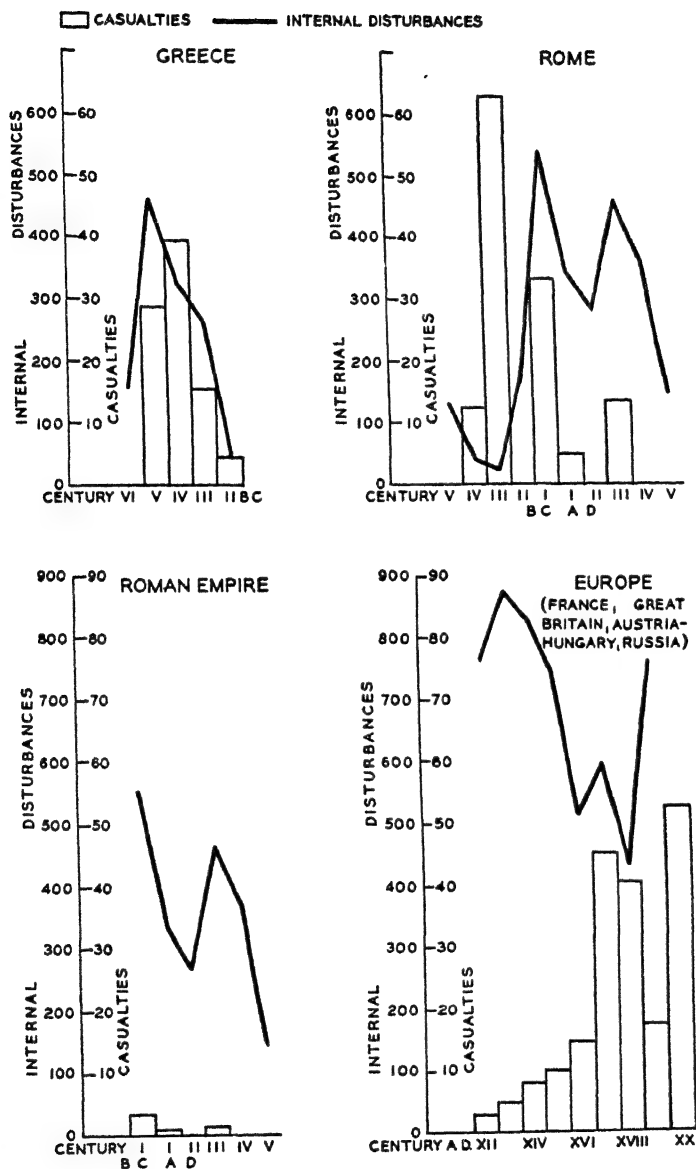 CASUALTIES INTERNAL DISTURBANCES
GREECE
DISTURBANCES
INTERNAL
CASUALTIES
600 60
500 50
400 40
300 30
200 20
100 10
0
CENTURY VI V IV III II BC
ROME
DISTURBANCES
INTERNAL
CASUALTIES
600 60
500 50
400 40
300 30
200 20
100 10
0
CENTURY V IV III II I I II III IV V
B C A D
ROMAN EMPIRE
DISTURBANCES
INTERNAL
CASUALTIES
900 90
800 80
700 70
600 60
500 50
400 40
300 30
200 20
100 10
0
CENTURY I I II III IV V
B C A D
EUROPE
(FRANCE, GREAT
BRITAIN, AUSTRIA-
HUNGARY, RUSSIA)
DISTURBANCES
INTERNAL
CASUALTIES
900 90
800 80
700 70
600 60
500 50
400 40
300 30
200 20
100 10
0
CENTURY A.D. XII XIV XVI XVIII XX